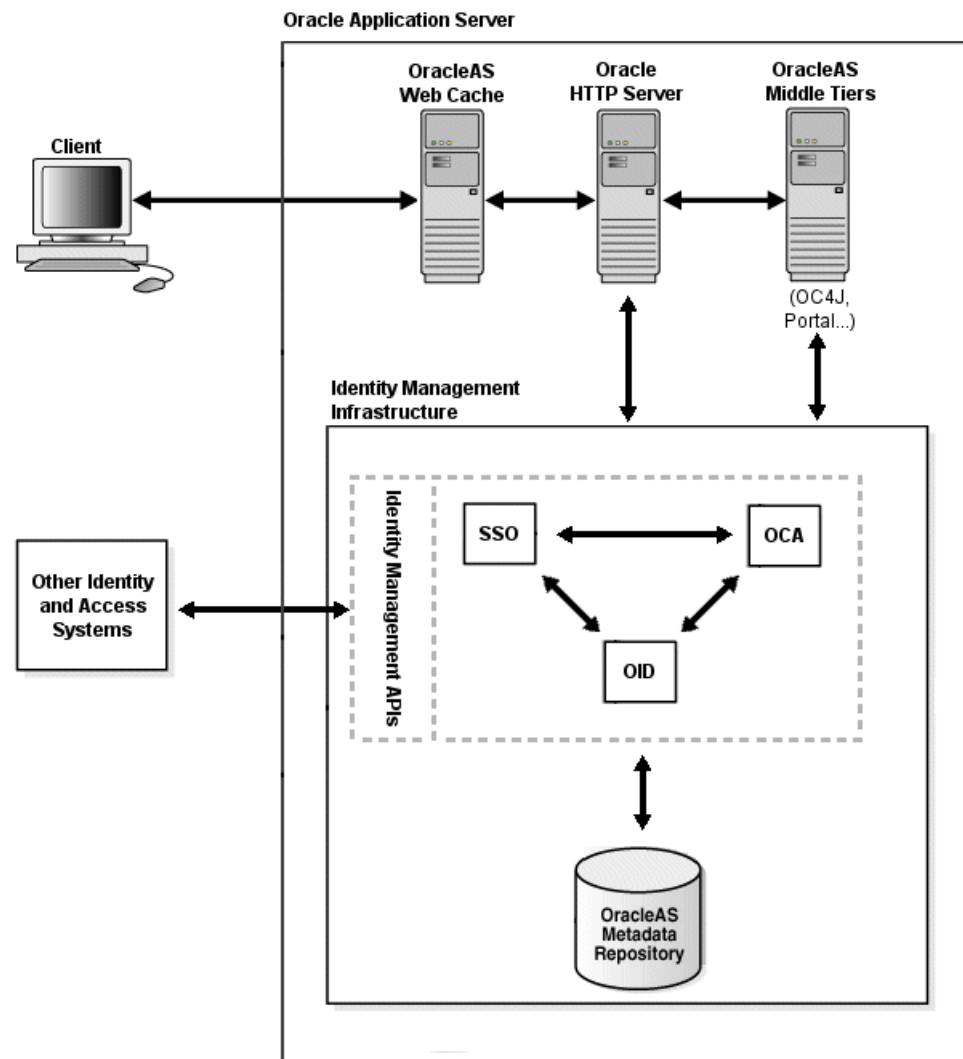 Oracle Application Server
OracleAS
Web Cache
Oracle
HTTP Server
OracleAS
Middle Tiers
Client
(OC4J,
Portal...)
Identity Management
Infrastructure
Identity Management APIs
SSO
OCA
Other Identity
and Access
Systems
OID
OracleAS
Metadata
Repository